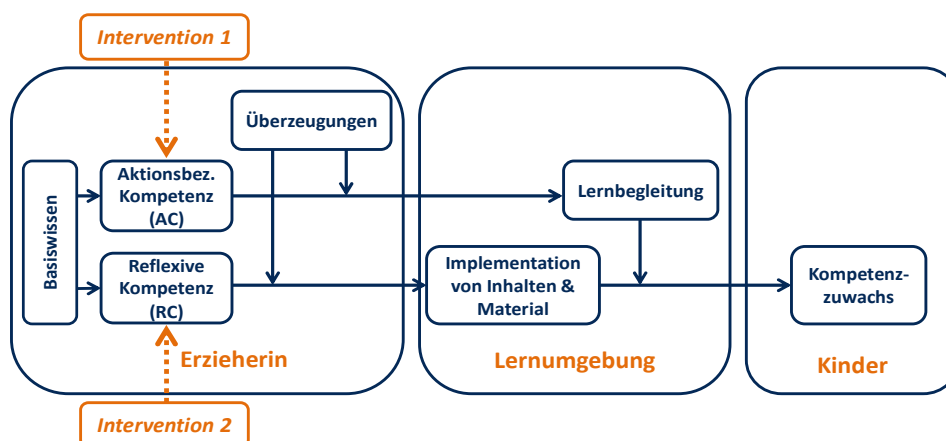 Intervention 1
Überzeugungen
Basiswissen
Aktionsbez.
Kompetenz
(AC)
Lernbegleitung
Reflexive
Kompetenz
(RC)
Implementation
von Inhalten &
Material
Kompetenz-
zuwachs
Erzieherin
Lernumgebung
Kinder
Intervention 2